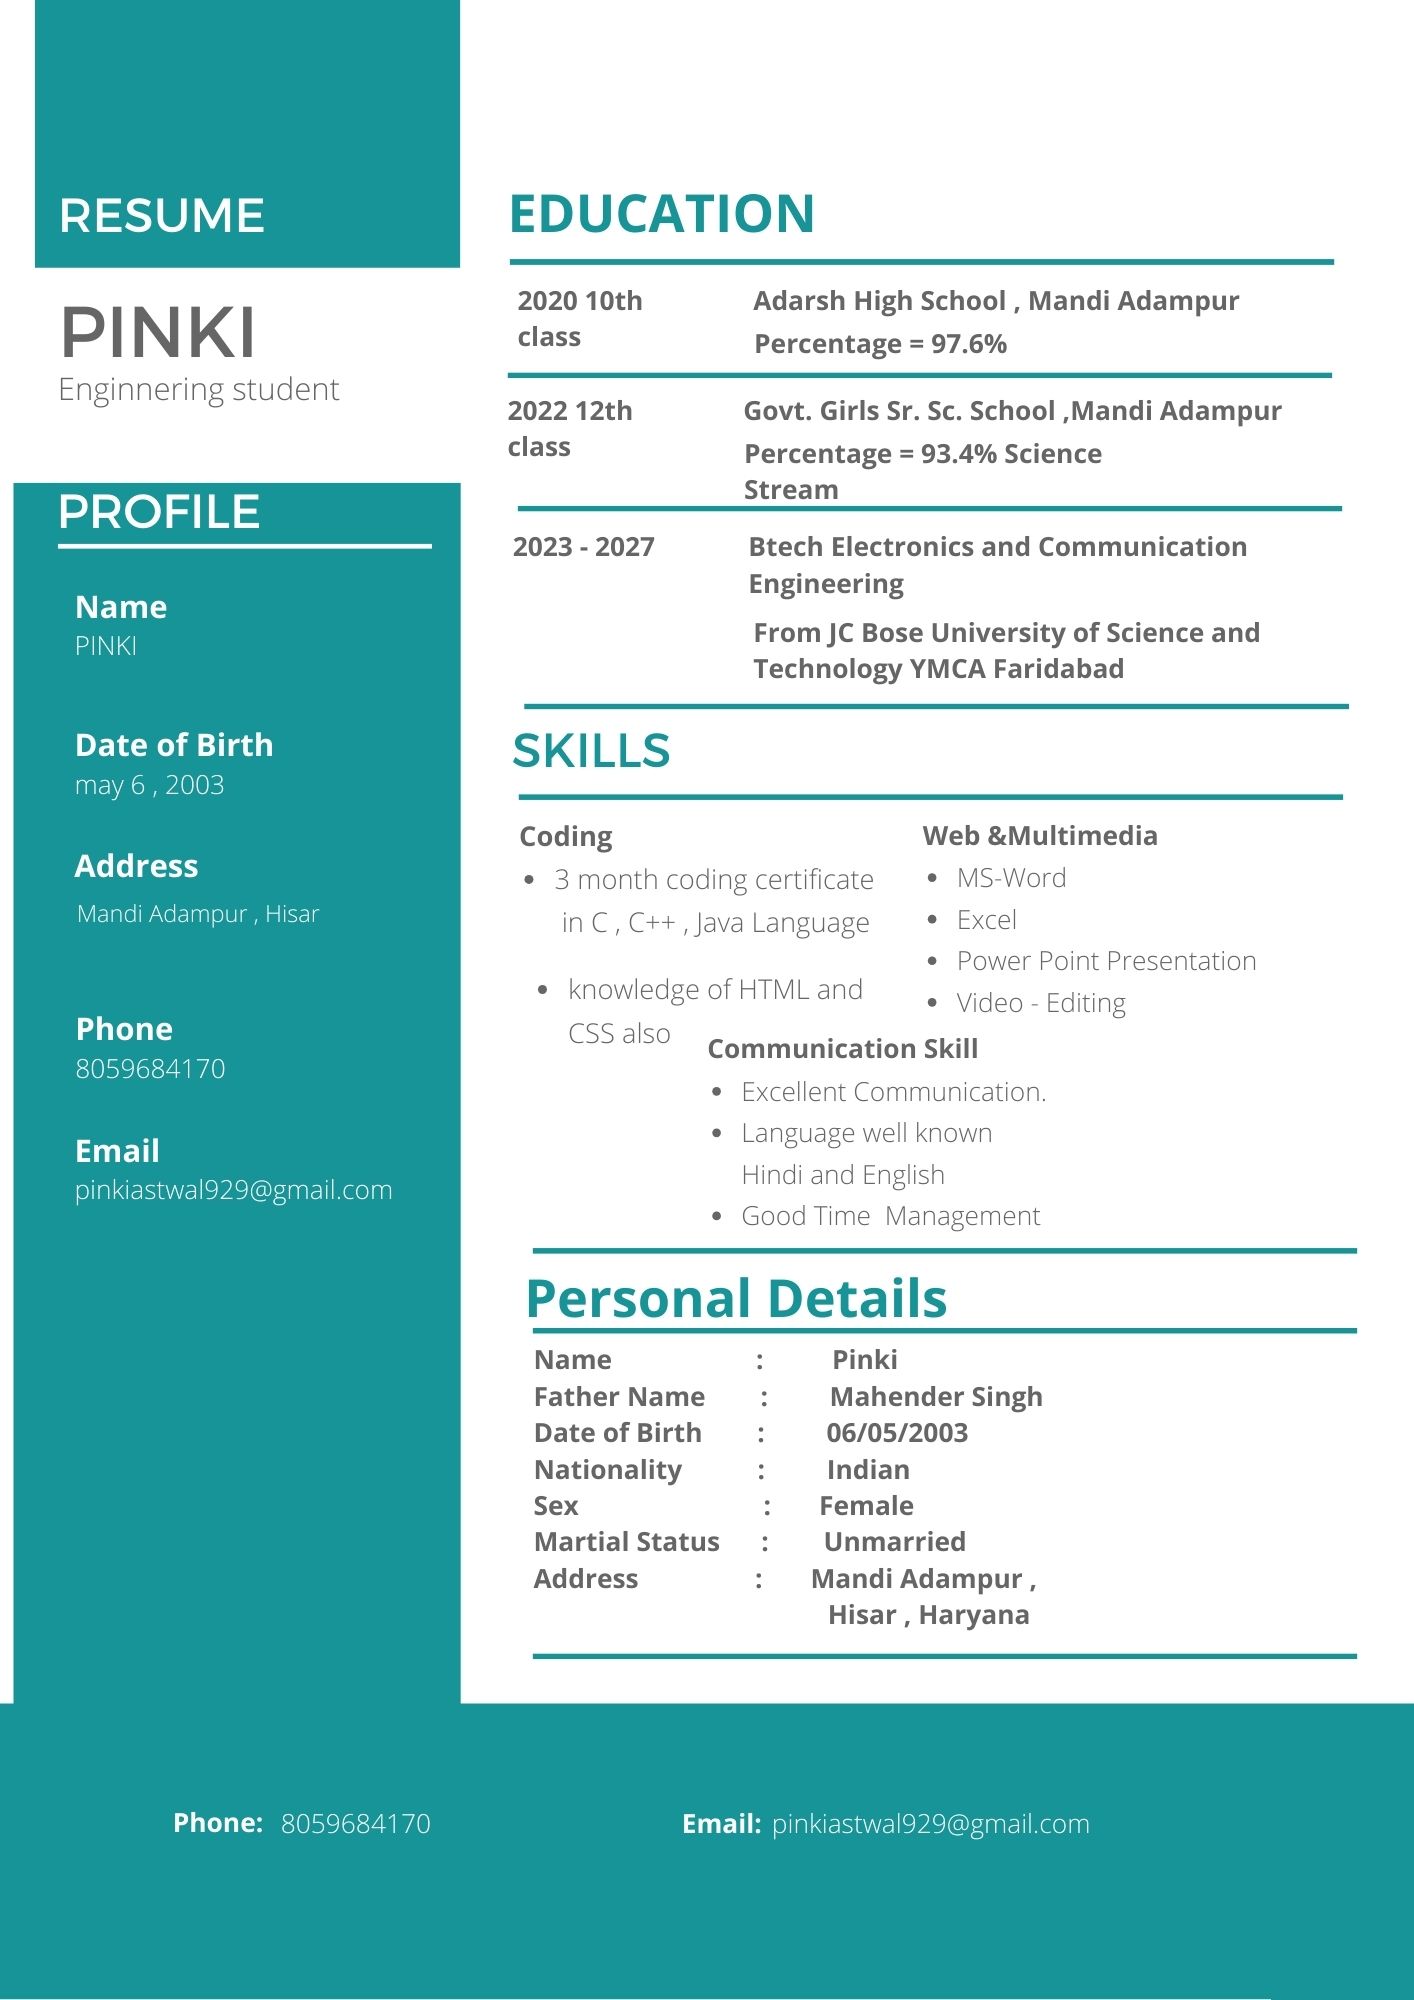 RESUME
PINKI
Enginnering student
PROFILE
Name
PINKI
Date of Birth
may 6 , 2003
Address
Mandi Adampur , Hisar
Phone
8059684170
Email
pinkiastwal929@gmail.com
EDUCATION
2020 10th
class
Adarsh High School , Mandi Adampur
Percentage = 97.6%
2022 12th
class
Govt. Girls Sr. Sc. School ,Mandi Adampur
Percentage = 93.4% Science
Stream
2023 - 2027
Btech Electronics and Communication
Engineering
From JC Bose University of Science and
Technology YMCA Faridabad
SKILLS
Coding
• 3 month coding certificate
in C , C++ , Java Language
• knowledge of HTML and
CSS also
Web &Multimedia
• MS-Word
• Excel
• Power Point Presentation
• Video - Editing
Communication Skill
• Excellent Communication.
• Language well known
Hindi and English
• Good Time  Management
Personal Details
Name : Pinki
Father Name : Mahender Singh
Date of Birth : 06/05/2003
Nationality : Indian
Sex : Female
Martial Status : Unmarried
Address : Mandi Adampur ,
Hisar , Haryana
Phone: 8059684170
Email: pinkiastwal929@gmail.com